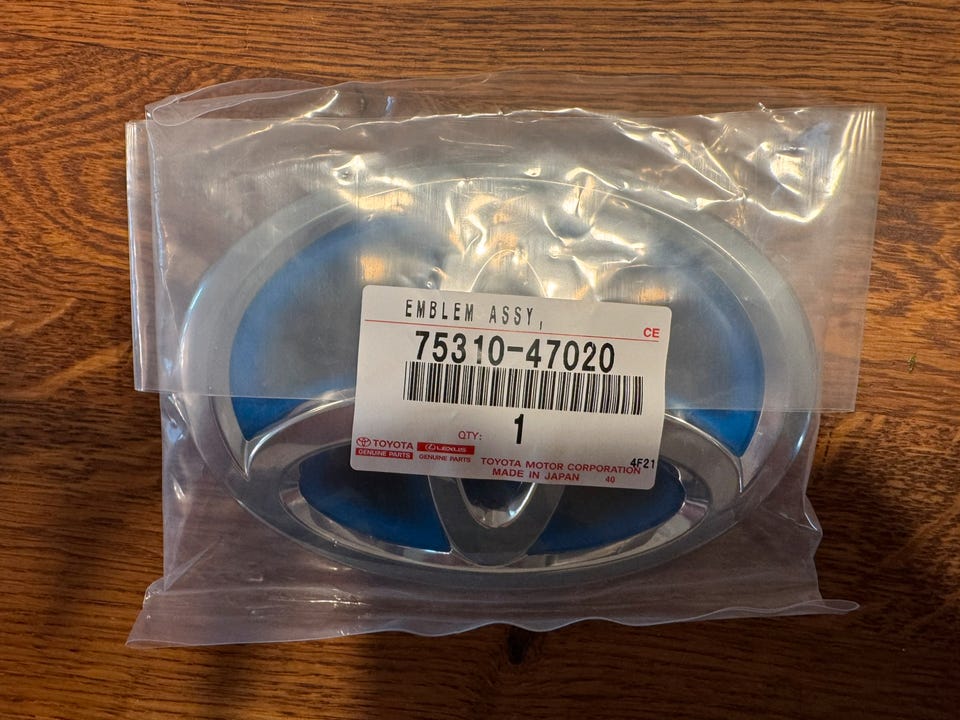 EMBLEM ASSY,
CE
75310-47020
QTY: 1
TOYOTA LEXUS
GENUINE PARTS GENUINE PARTS
4F21
TOYOTA MOTOR CORPORATION
MADE IN JAPAN 40